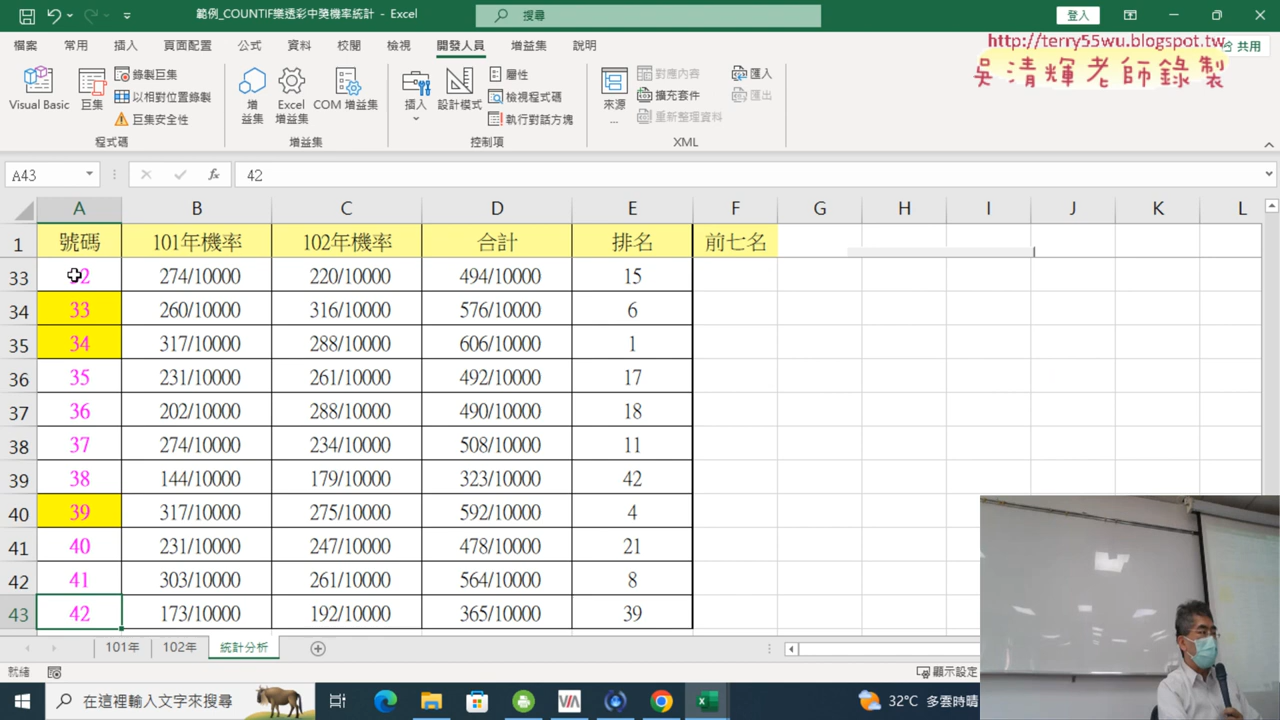 範例_COUNTIF樂透彩中獎機率統計 - Excel
搜尋
登入
檔案 常用 插入 頁面配置 公式 資料 校閱 檢視 開發人員 增益集 說明
共用
http://terry55wu.blogspot.tw
吳清輝老師錄製
Visual Basic
巨集
錄製巨集
以相對位置錄製
巨集安全性
程式碼
增益集
Excel 增益集
COM 增益集
增益集
插入
設計模式
屬性
檢視程式碼
執行對話方塊
控制項
來源...
對應內容
擴充套件
重新整理資料
匯入
匯出
XML
A43
fx
42
A B C D E F G H I J K L
1 號碼 101年機率 102年機率 合計 排名 前七名
33 2 274/10000 220/10000 494/10000 15
34 33 260/10000 316/10000 576/10000 6
35 34 317/10000 288/10000 606/10000 1
36 35 231/10000 261/10000 492/10000 17
37 36 202/10000 288/10000 490/10000 18
38 37 274/10000 234/10000 508/10000 11
39 38 144/10000 179/10000 323/10000 42
40 39 317/10000 275/10000 592/10000 4
41 40 231/10000 247/10000 478/10000 21
42 41 303/10000 261/10000 564/10000 8
43 42 173/10000 192/10000 365/10000 39
101年 102年 統計分析
就緒
顯示設定
在這裡輸入文字來搜尋
32°C 多雲時晴